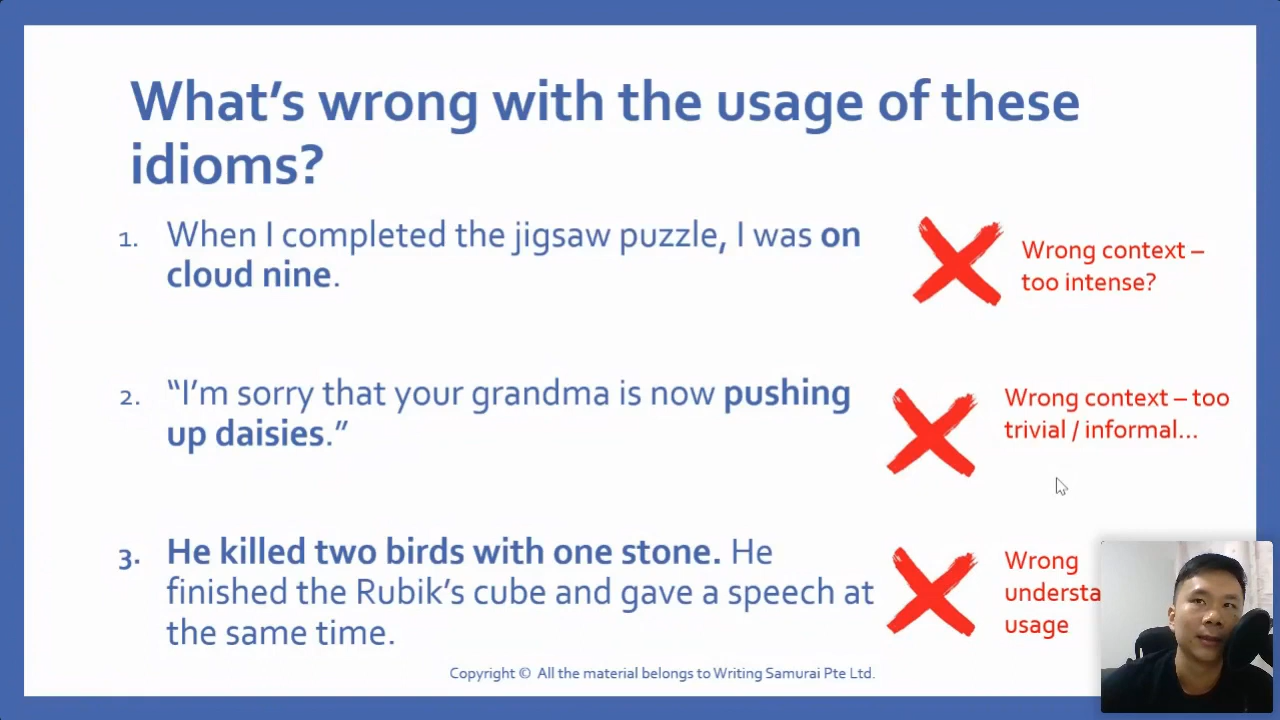 What's wrong with the usage of these
idioms?
1. When I completed the jigsaw puzzle, I was on
cloud nine.
Wrong context –
too intense?
2. “I'm sorry that your grandma is now pushing
up daisies.”
Wrong context – too
trivial / informal...
3. He killed two birds with one stone. He
finished the Rubik's cube and gave a speech at
the same time.
Wrong
usage
Copyright © All the material belongs to Writing Samurai Pte Ltd.